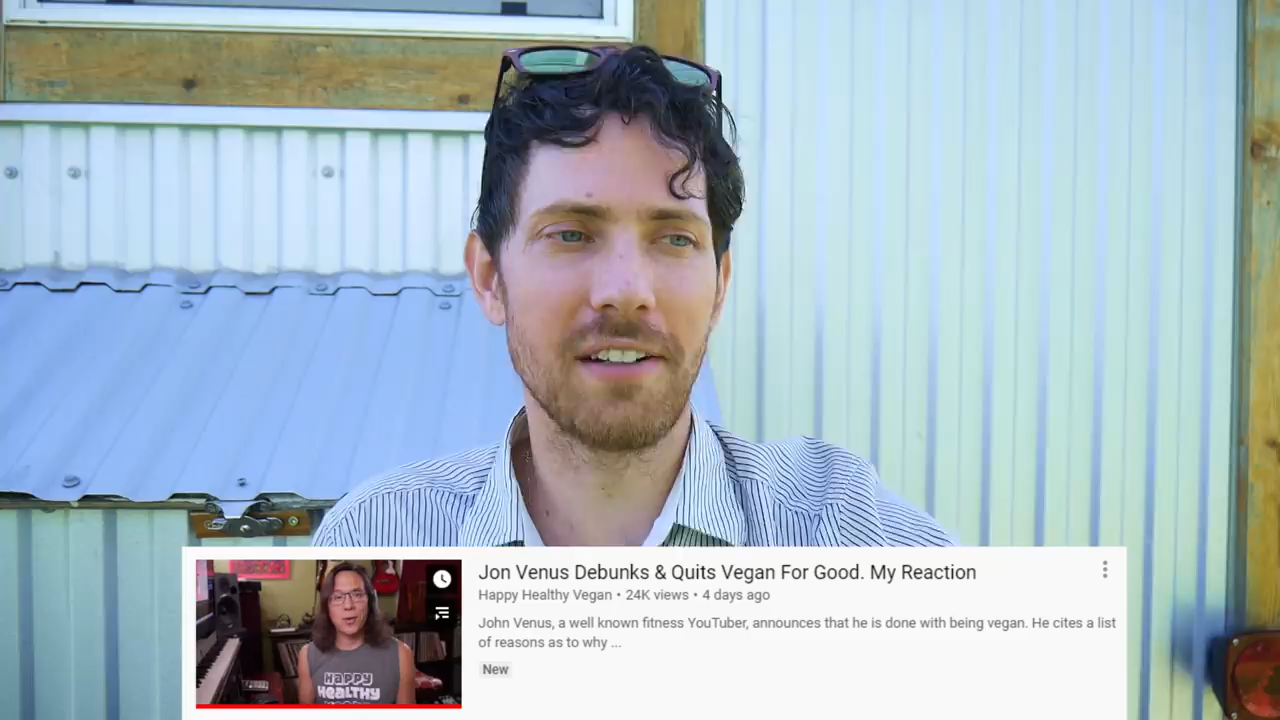 Jon Venus Debunks & Quits Vegan For Good. My Reaction
Happy Healthy Vegan • 24K views • 4 days ago
John Venus, a well known fitness YouTuber, announces that he is done with being vegan. He cites a list
of reasons as to why ...
New
HAPPY
HEALTHY